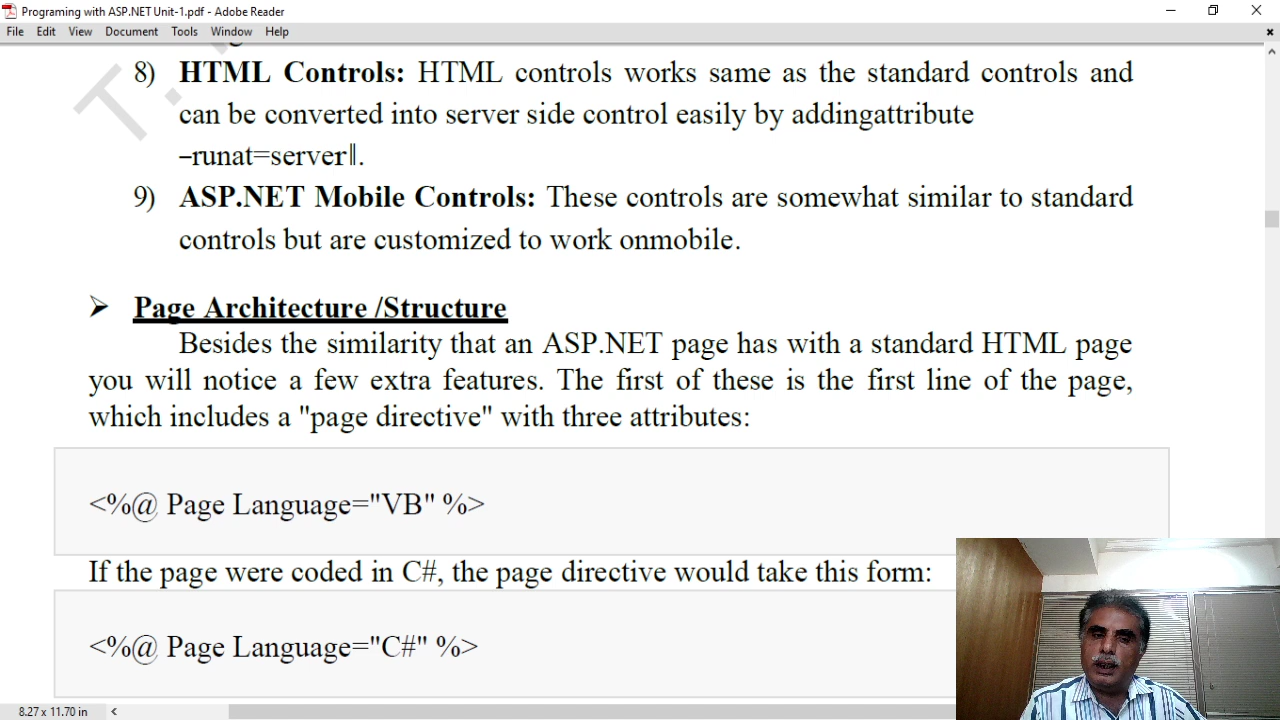 Programing with ASP.NET Unit-1.pdf - Adobe Reader
File Edit View Document Tools Window Help
8) HTML Controls: HTML controls works same as the standard controls and
can be converted into server side control easily by addingattribute
–runat=server‖.
9) ASP.NET Mobile Controls: These controls are somewhat similar to standard
controls but are customized to work onmobile.
➢ Page Architecture /Structure
Besides the similarity that an ASP.NET page has with a standard HTML page
you will notice a few extra features. The first of these is the first line of the page,
which includes a "page directive" with three attributes:
<%@ Page Language="VB" %>
If the page were coded in C#, the page directive would take this form:
<%@ Page Language="C#" %>
8.27 x 11.70 in